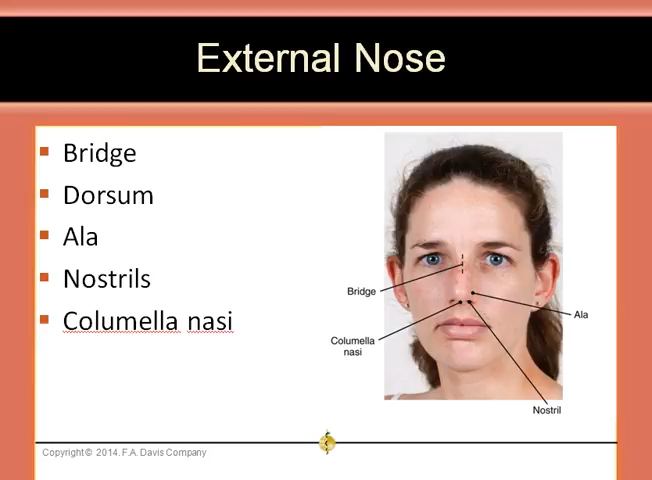 External Nose
Bridge
Dorsum
Ala
Nostrils
Columella nasi
Bridge
Ala
Columella
nasi
Nostril
Copyright © 2014. F.A. Davis Company